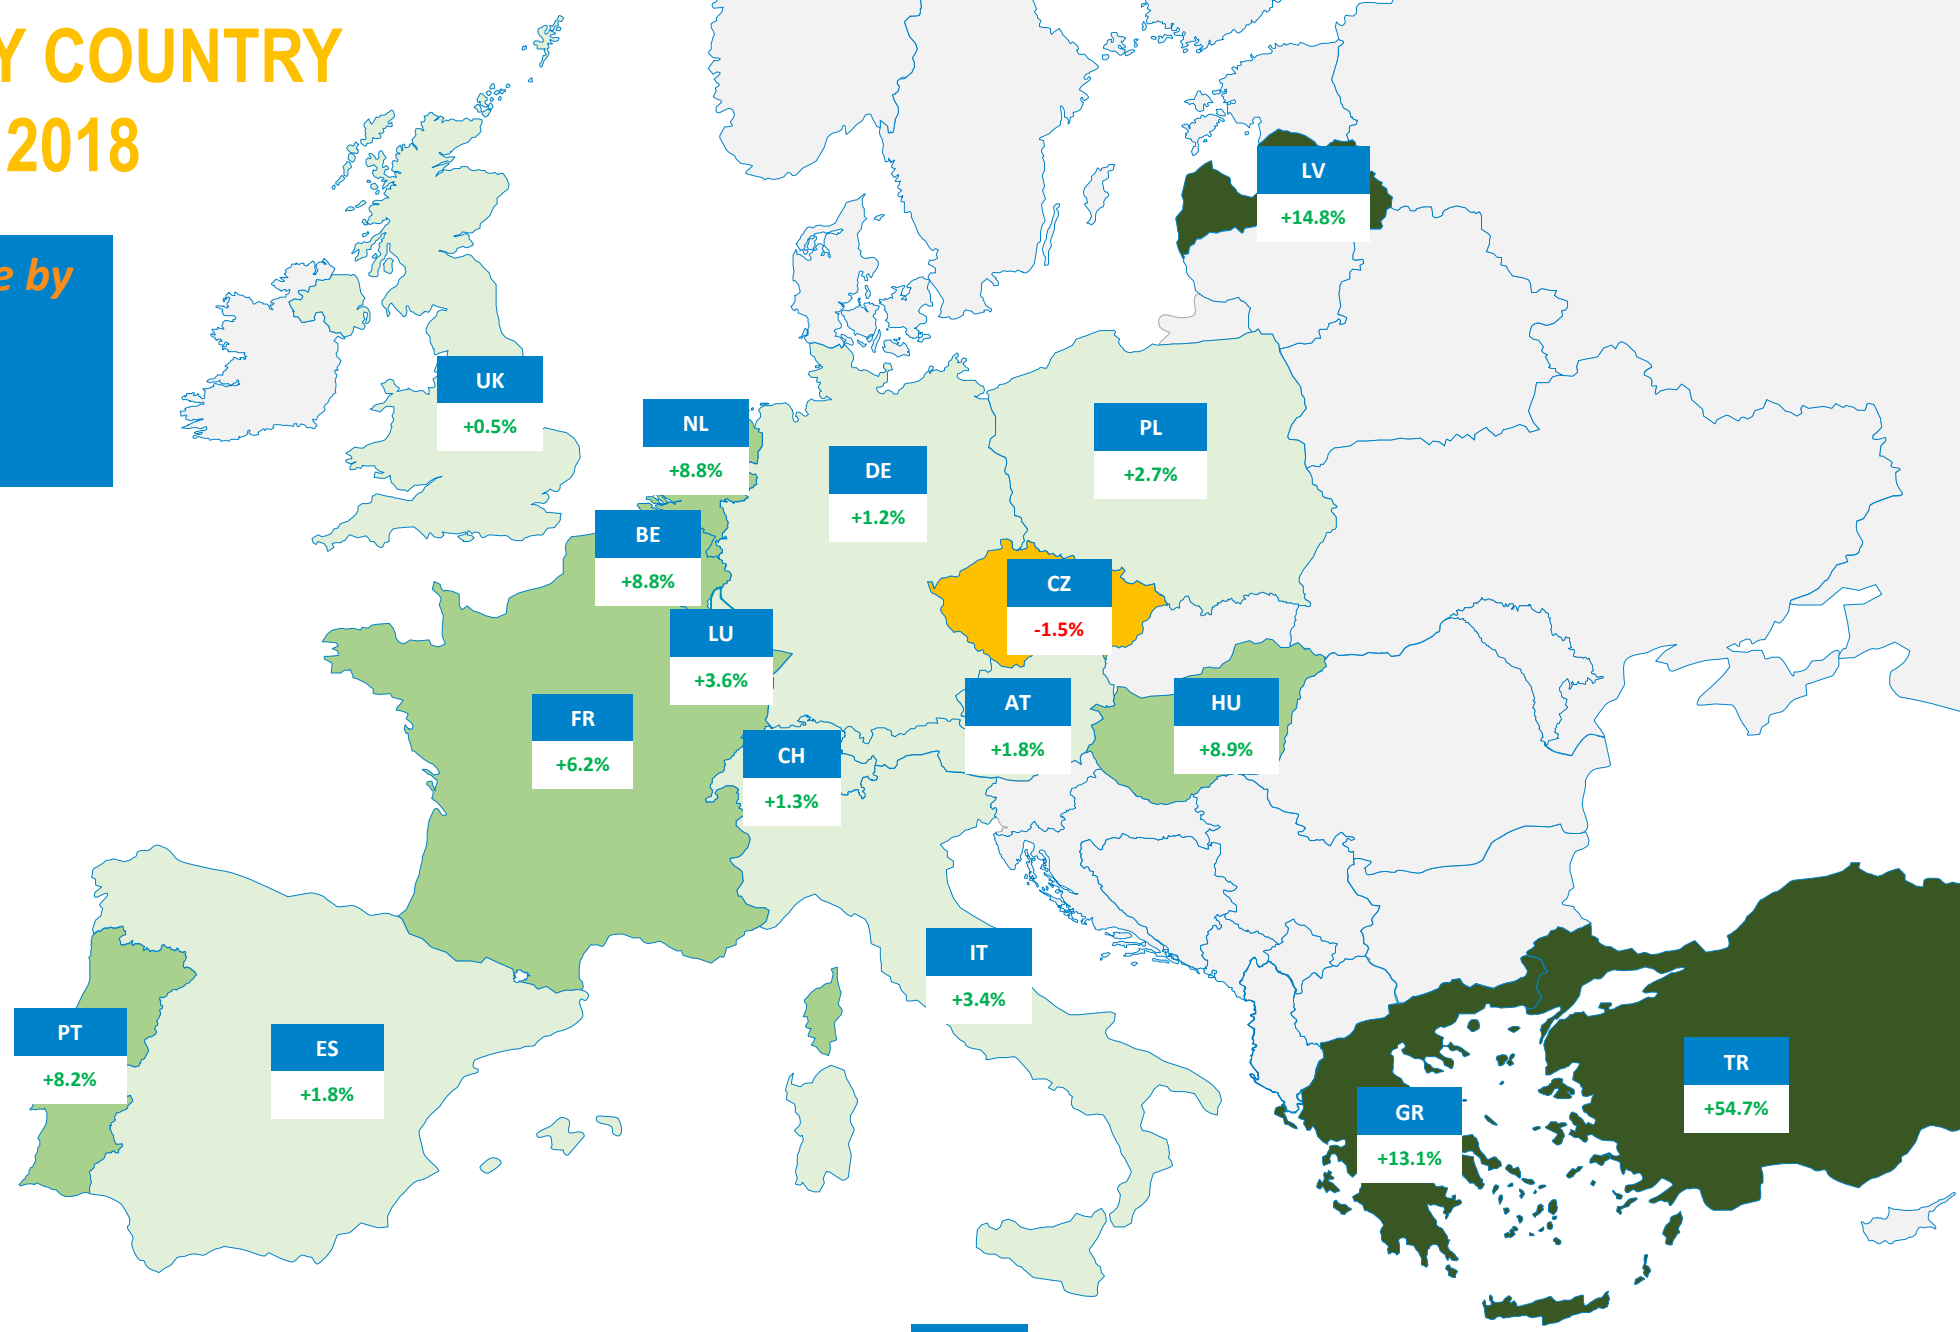 Y COUNTRY
2018
e by
LV
+14.8%
UK
+0.5%
NL
+8.8%
DE
+1.2%
PL
+2.7%
BE
+8.8%
CZ
-1.5%
LU
+3.6%
FR
+6.2%
AT
+1.8%
HU
+8.9%
CH
+1.3%
IT
+3.4%
PT
+8.2%
ES
+1.8%
GR
+13.1%
TR
+54.7%